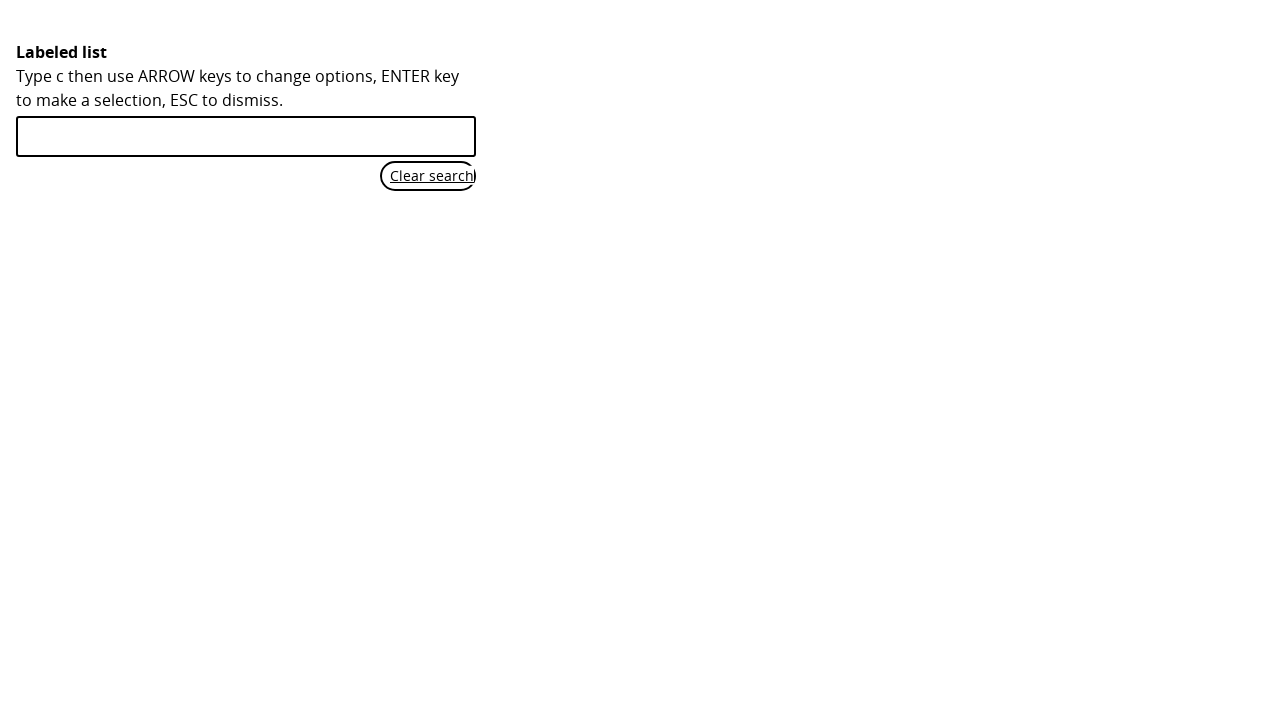 Labeled list
Type c then use ARROW keys to change options, ENTER key
to make a selection, ESC to dismiss.
Clear search